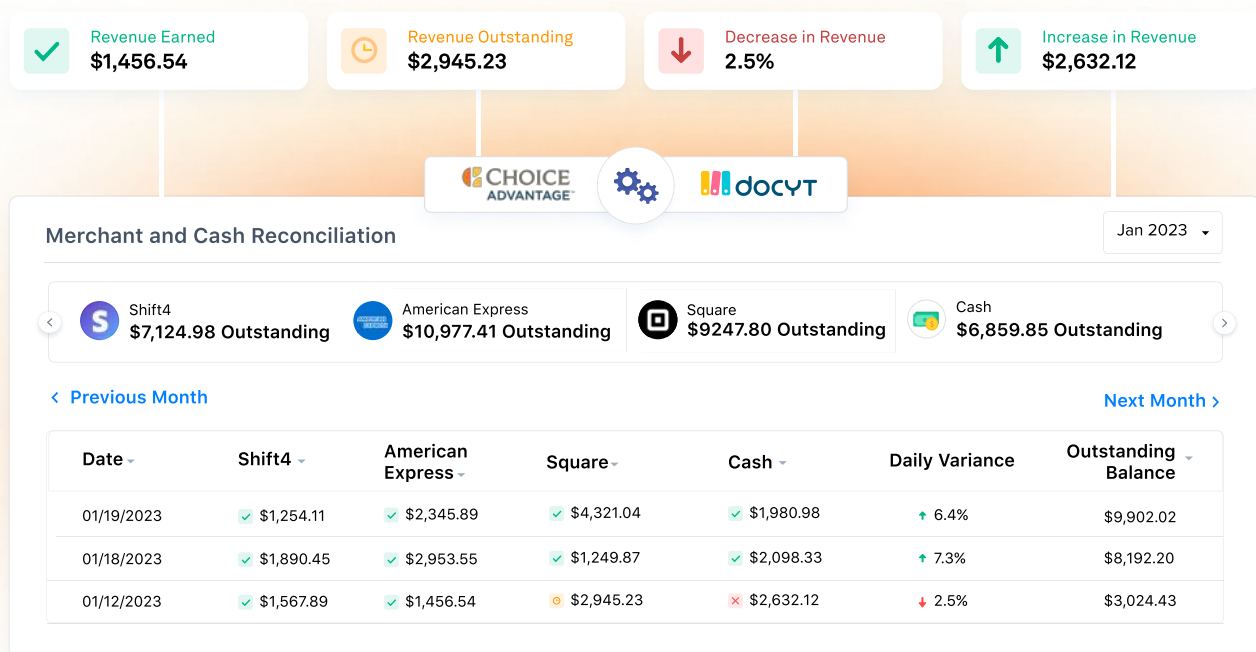 Revenue Earned
$1,456.54
Revenue Outstanding
$2,945.23
Decrease in Revenue
2.5%
Increase in Revenue
$2,632.12
CHOICE
ADVANTAGE
docyt
Merchant and Cash Reconciliation
Jan 2023
Shift4
$7,124.98 Outstanding
American Express
$10,977.41 Outstanding
Square
$9247.80 Outstanding
Cash
$6,859.85 Outstanding
Previous Month
Next Month
Date
Shift4
American
Express
Square
Cash
Daily Variance
Outstanding
Balance
01/19/2023 $1,254.11 $2,345.89 $4,321.04 $1,980.98 6.4% $9,902.02
01/18/2023 $1,890.45 $2,953.55 $1,249.87 $2,098.33 7.3% $8,192.20
01/12/2023 $1,567.89 $1,456.54 $2,945.23 $2,632.12 2.5% $3,024.43